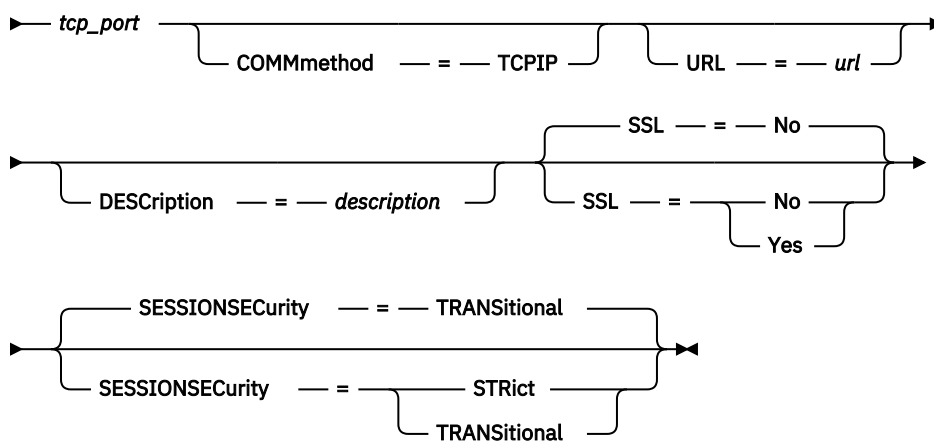 tcp_port
COMMmethod = TCPIP URL = url
SSL = No
DESCription = description SSL = No
Yes
SESSIONSECurity = TRANSitional
SESSIONSECurity = STRict
TRANSitional